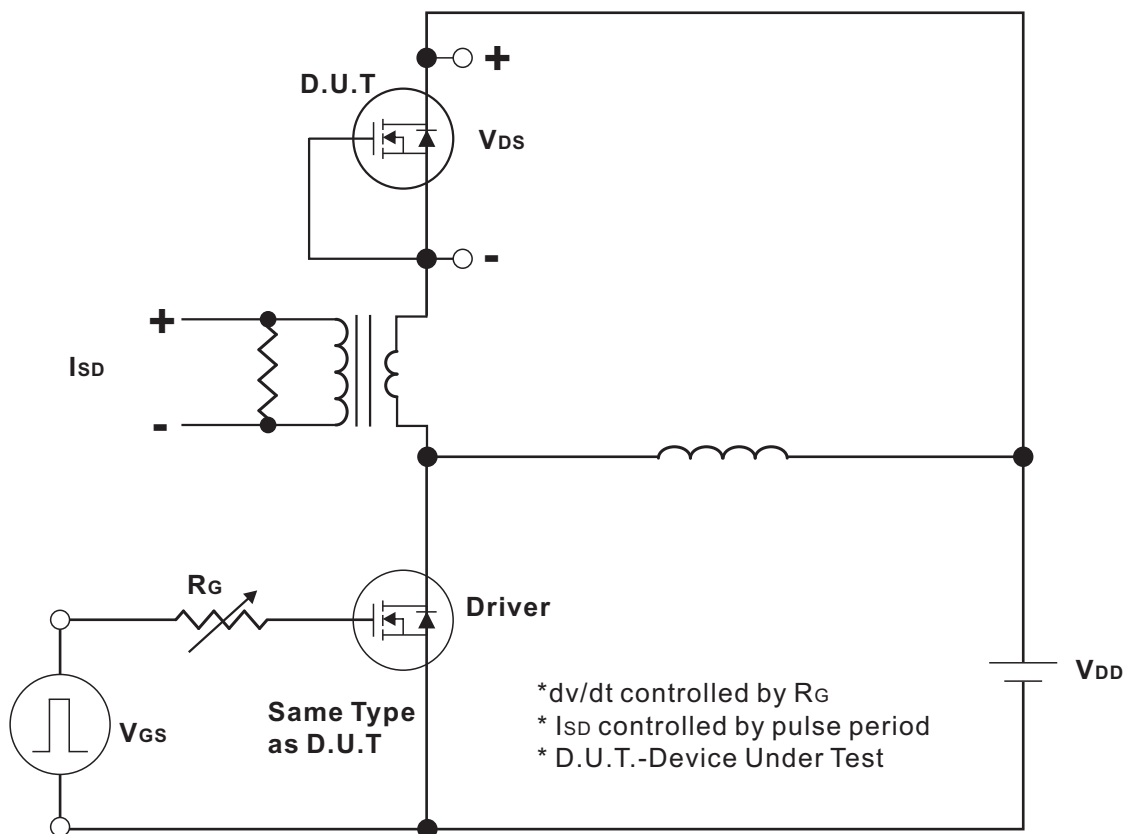 +
D.U.T
VDS
-
+
ISD
-
RG
Driver
VDD
VGS
Same Type
as D.U.T
*dv/dt controlled by RG
* ISD controlled by pulse period
* D.U.T.-Device Under Test